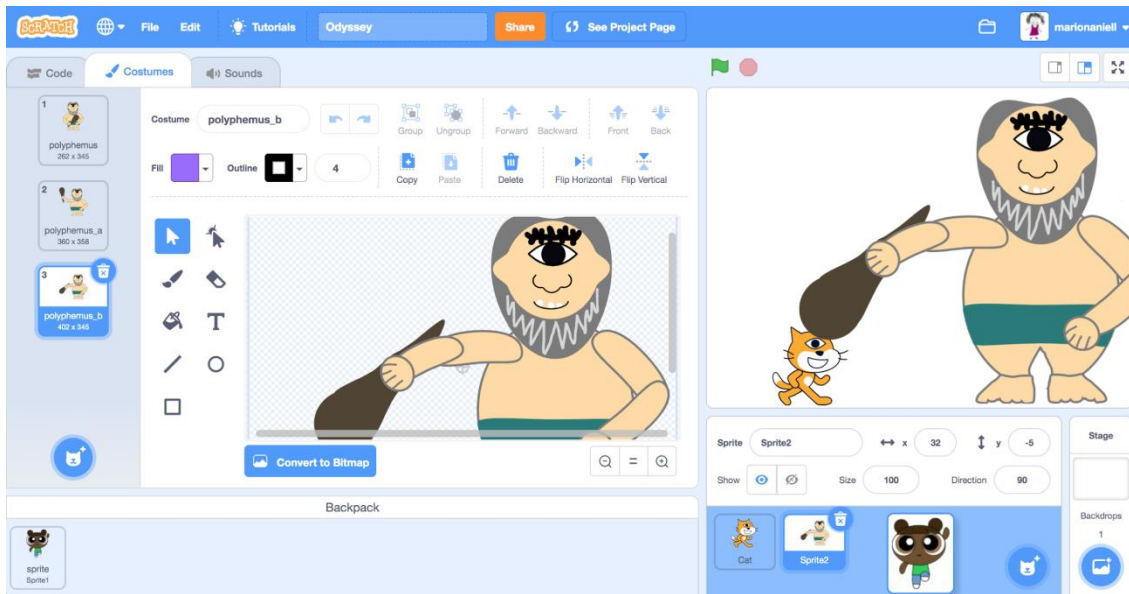 SCRATCH File Edit Tutorials Odyssey Share See Project Page marionaniell
Code Costumes Sounds
1
polyphemus
262 x 345
2
polyphemus_a
360 x 358
3
polyphemus_b
402 x 345
Costume polyphemus_b Group Ungroup Forward Backward Front Back
Fill Outline 4 Copy Paste Delete Flip Horizontal Flip Vertical
T
Convert to Bitmap
Backpack
sprite
Sprite1
Sprite Sprite2 x 32 y -5
Show Size 100 Direction 90
Cat
Sprite2
Stage
Backdrops
1